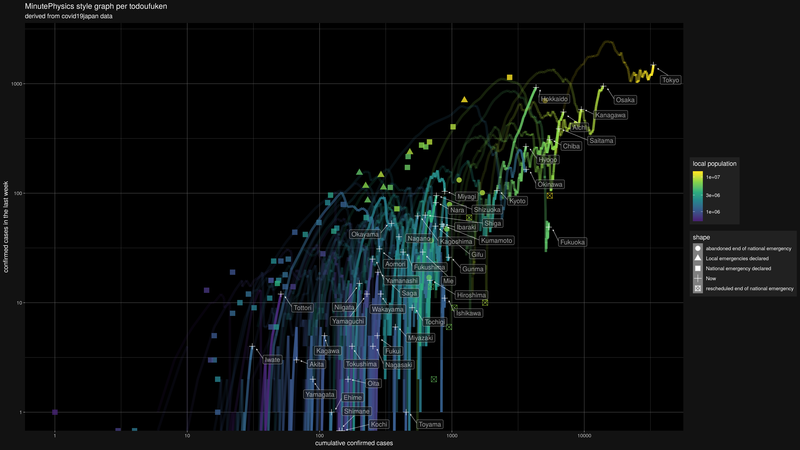 MinutePhysics style graph per todoufuken
derived from covid19japan data
confirmed cases in the last week
1000
100
10
1
Tokyo
Hokkaido
Osaka
Kanagawa
Aichi
Saitama
Chiba
Hyogo
Okinawa
Kyoto
Miyagi
Nara
Shizuoka
Shiga
Ibaraki
Okayama
Nagano
Kagoshima
Kumamoto
Fukuoka
Gifu
Aomori
Fukushima
Gunma
Yamanashi
Mie
Saga
Hiroshima
Tottori
Niigata
Wakayama
Ishikawa
Yamaguchi
Tochigi
Miyazaki
Kagawa
Fukui
Iwate
Akita
Tokushima
Nagasaki
Oita
Yamagata
Ehime
Shimane
Kochi
Toyama
1
10
100
1000
10000
cumulative confirmed cases
local population
1e+07
3e+06
1e+06
shape
abandoned end of national emergency
Local emergencies declared
National emergency declared
Now
rescheduled end of national emergency